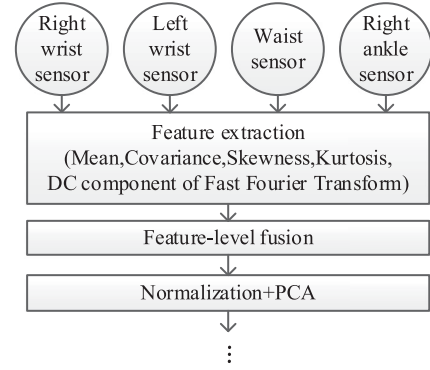 Right
wrist
sensor
Left
wrist
sensor
Waist
sensor
Right
ankle
sensor
Feature extraction
(Mean,Covariance,Skewness,Kurtosis,
DC component of Fast Fourier Transform)
Feature-level fusion
Normalization+PCA
⋮